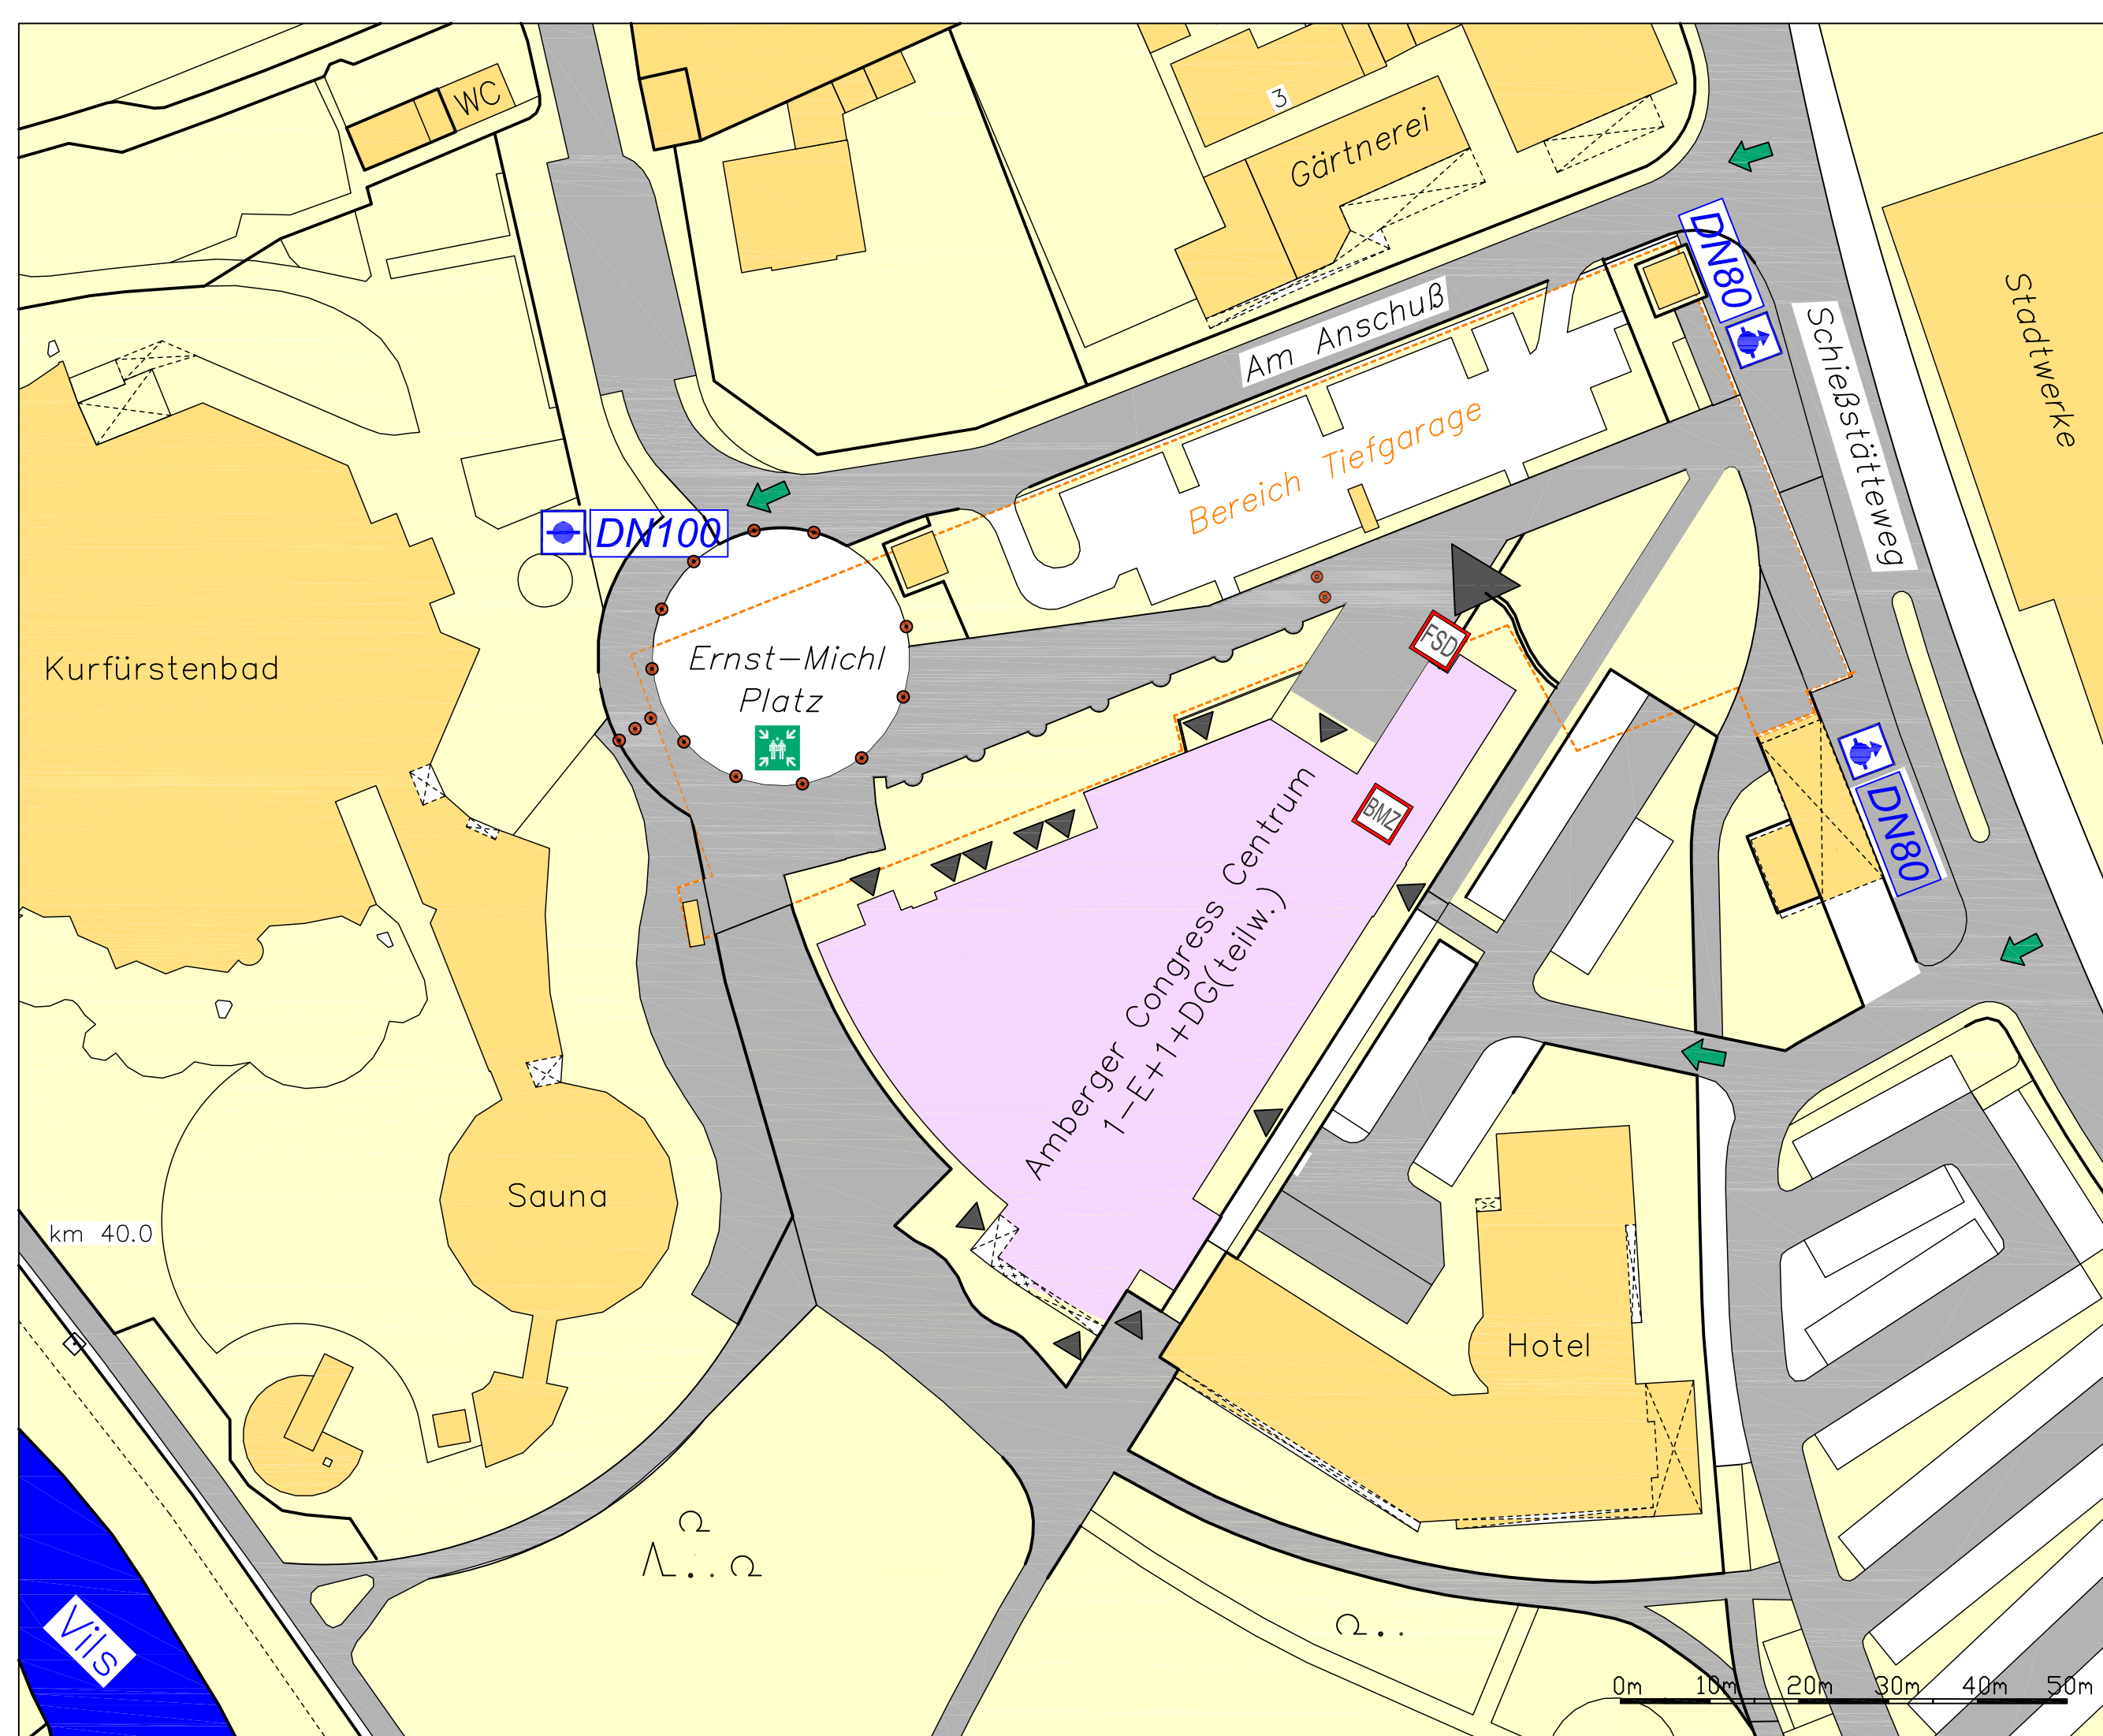 WC
3
Gärtnerei
DN80
Am Anschuß
Schießstätteweg
Stadtwerke
Bereich Tiefgarage
DN100
Kurfürstenbad
Ernst-Michl
Platz
FSD
BMZ
DN80
Amberger Congress Centrum
1-E+1+DG(teilw.)
Sauna
km 40.0
Hotel
Vils
0m 10m 20m 30m 40m 50m